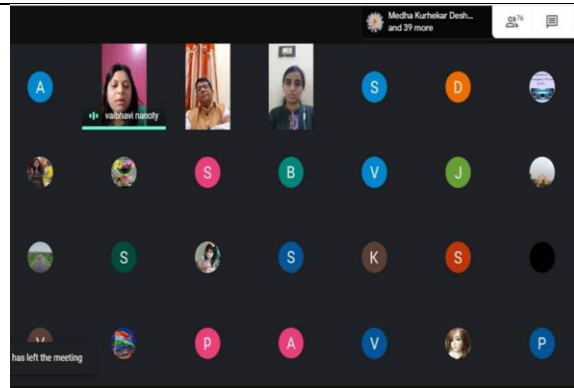 Medha Kurhekar Desh...
and 39 more
76
A
vaibhavi nanoty
S
D
S
B
V
J
S
S
K
S
V
P
A
V
P
has left the meeting